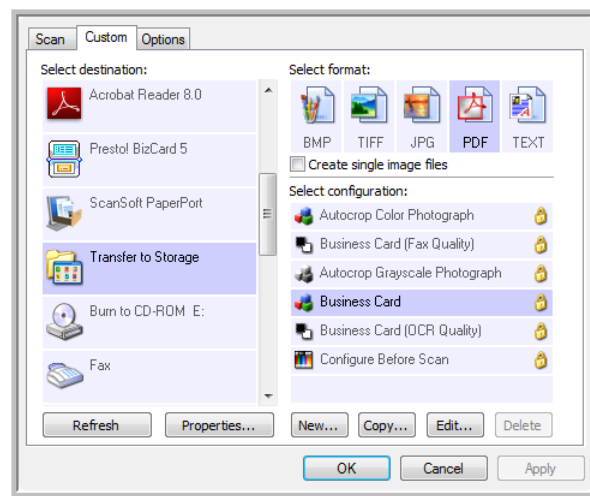 Scan Custom Options
Select destination:
Acrobat Reader 8.0
Presto! BizCard 5
ScanSoft PaperPort
Transfer to Storage
Burn to CD-ROM E:
Fax
Refresh Properties...
Select format:
BMP TIFF JPG PDF TEXT
Create single image files
Select configuration:
Autocrop Color Photograph
Business Card (Fax Quality)
Autocrop Grayscale Photograph
Business Card
Business Card (OCR Quality)
Configure Before Scan
New... Copy... Edit... Delete
OK Cancel Apply